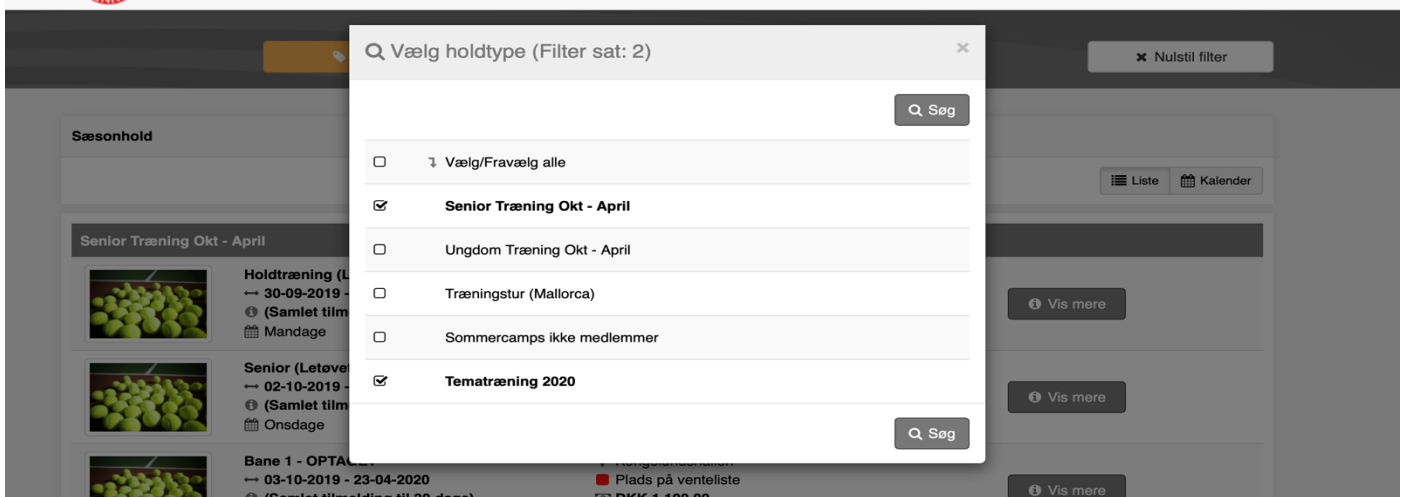 Vælg holdtype (Filter sat: 2)
×
Nulstil filter
Søg
Sæsonhold
Vælg/Fravælg alle
Liste
Kalender
Senior Træning Okt - April
Senior Træning Okt - April
Ungdom Træning Okt - April
Holdtræning (L
30-09-2019 -
(Samlet tilm
Mandage
Træningstur (Mallorca)
Vis mere
Sommercamps ikke medlemmer
Senior (Letøve
02-10-2019 -
(Samlet tilm
Onsdage
Tematræning 2020
Vis mere
Søg
Bane 1 - OPTA
03-10-2019 - 23-04-2020
Plads på venteliste
Vis mere